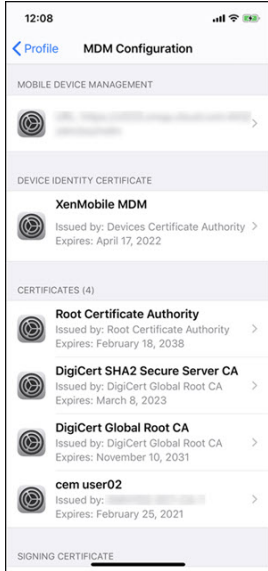 12:08
Profile
MDM Configuration
MOBILE DEVICE MANAGEMENT
DEVICE IDENTITY CERTIFICATE
XenMobile MDM
Issued by: Devices Certificate Authority
Expires: April 17, 2022
CERTIFICATES (4)
Root Certificate Authority
Issued by: Root Certificate Authority
Expires: February 18, 2038
DigiCert SHA2 Secure Server CA
Issued by: DigiCert Global Root CA
Expires: March 8, 2023
DigiCert Global Root CA
Issued by: DigiCert Global Root CA
Expires: November 10, 2031
cem user02
Issued by:
Expires: February 25, 2021
SIGNING CERTIFICATE